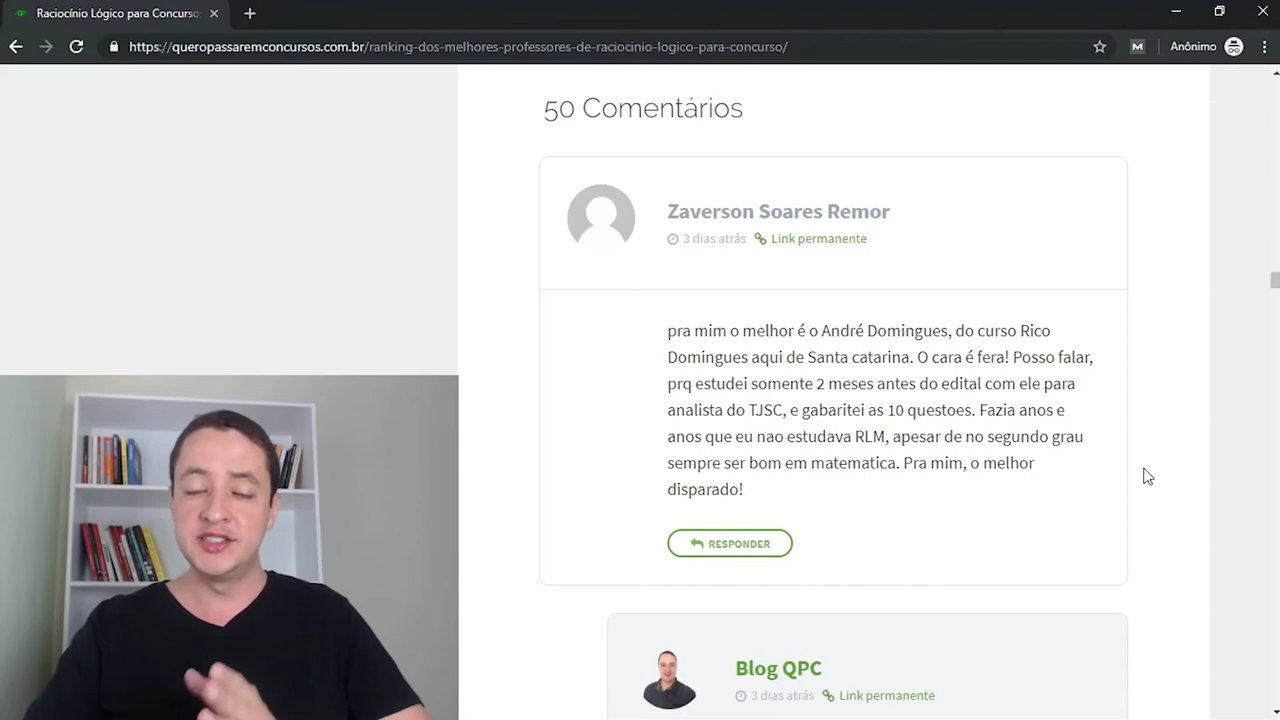 Raciocínio Lógico para Concurso
https://queropassaremconcursos.com.br/ranking-dos-melhores-professores-de-raciocinio-logico-para-concurso/
M
Anônimo
50 Comentários
Zaverson Soares Remor
3 dias atrás Link permanente
pra mim o melhor é o André Domingues, do curso Rico
Domingues aqui de Santa catarina. O cara é fera! Posso falar,
prq estudei somente 2 meses antes do edital com ele para
analista do TJSC, e gabaritei as 10 questoes. Fazia anos e
anos que eu nao estudava RLM, apesar de no segundo grau
sempre ser bom em matematica. Pra mim, o melhor
disparado!
RESPONDER
Blog QPC
3 dias atrás Link permanente